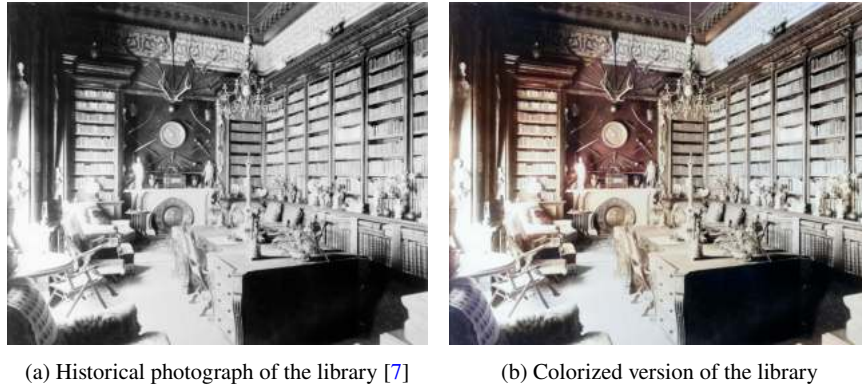 (a) Historical photograph of the library [7]
(b) Colorized version of the library